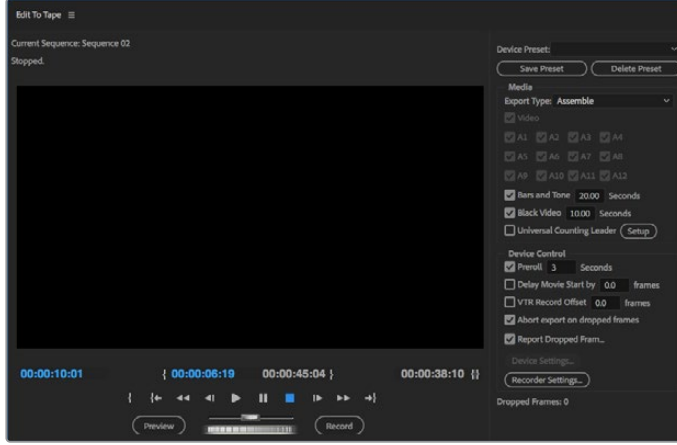 Edit To Tape
Current Sequence: Sequence 02
Stopped.
00:00:10:01
{ 00:00:06:19
00:00:45:04 }
00:00:38:10 {}
Preview
Record
Device Preset:
Save Preset
Delete Preset
Media
Export Type: Assemble
Video
A1 A2 A3 A4
A5 A6 A7 A8
A9 A10 A11 A12
Bars and Tone 20.00 Seconds
Black Video 10.00 Seconds
Universal Counting Leader Setup
Device Control
Preroll 3 Seconds
Delay Movie Start by 0.0 frames
VTR Record Offset 0.0 frames
Abort export on dropped frames
Report Dropped Fram...
Device Settings...
Recorder Settings...
Dropped Frames: 0